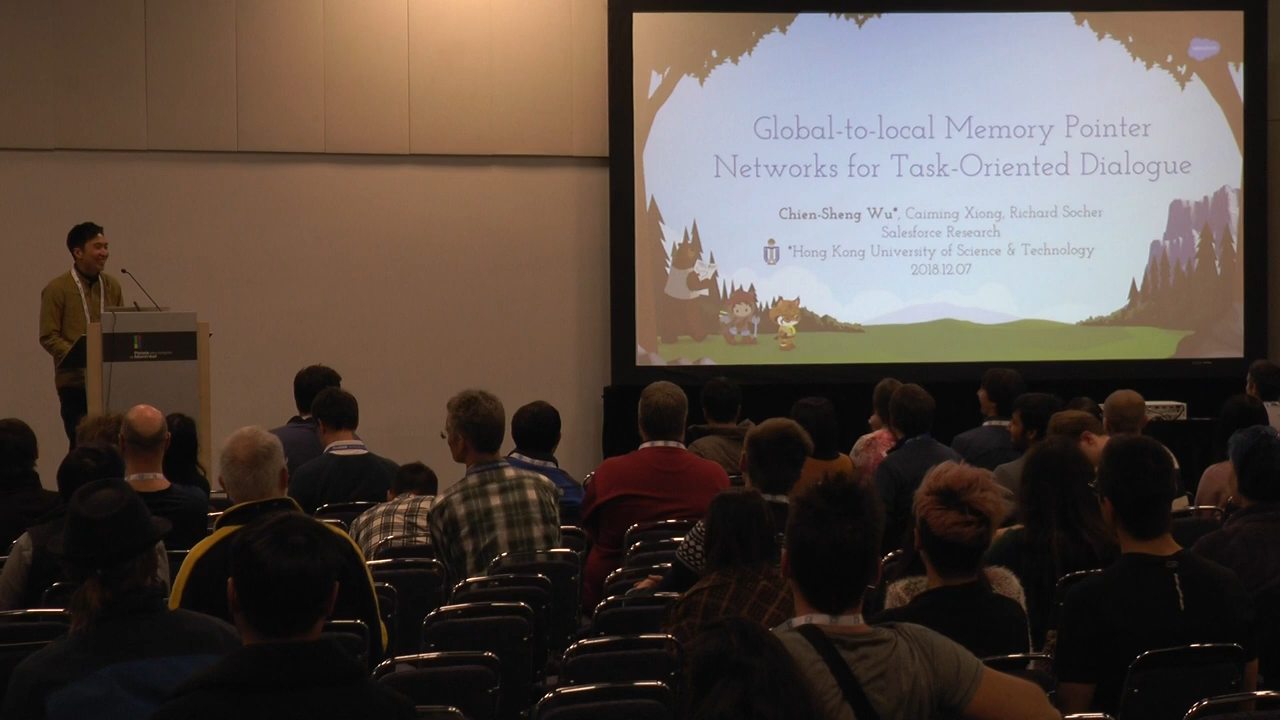 Global-to-local Memory Pointer
Networks for Task-Oriented Dialogue
Chien-Sheng Wu*, Caiming Xiong, Richard Socher
Salesforce Research
*Hong Kong University of Science & Technology
2018.12.07